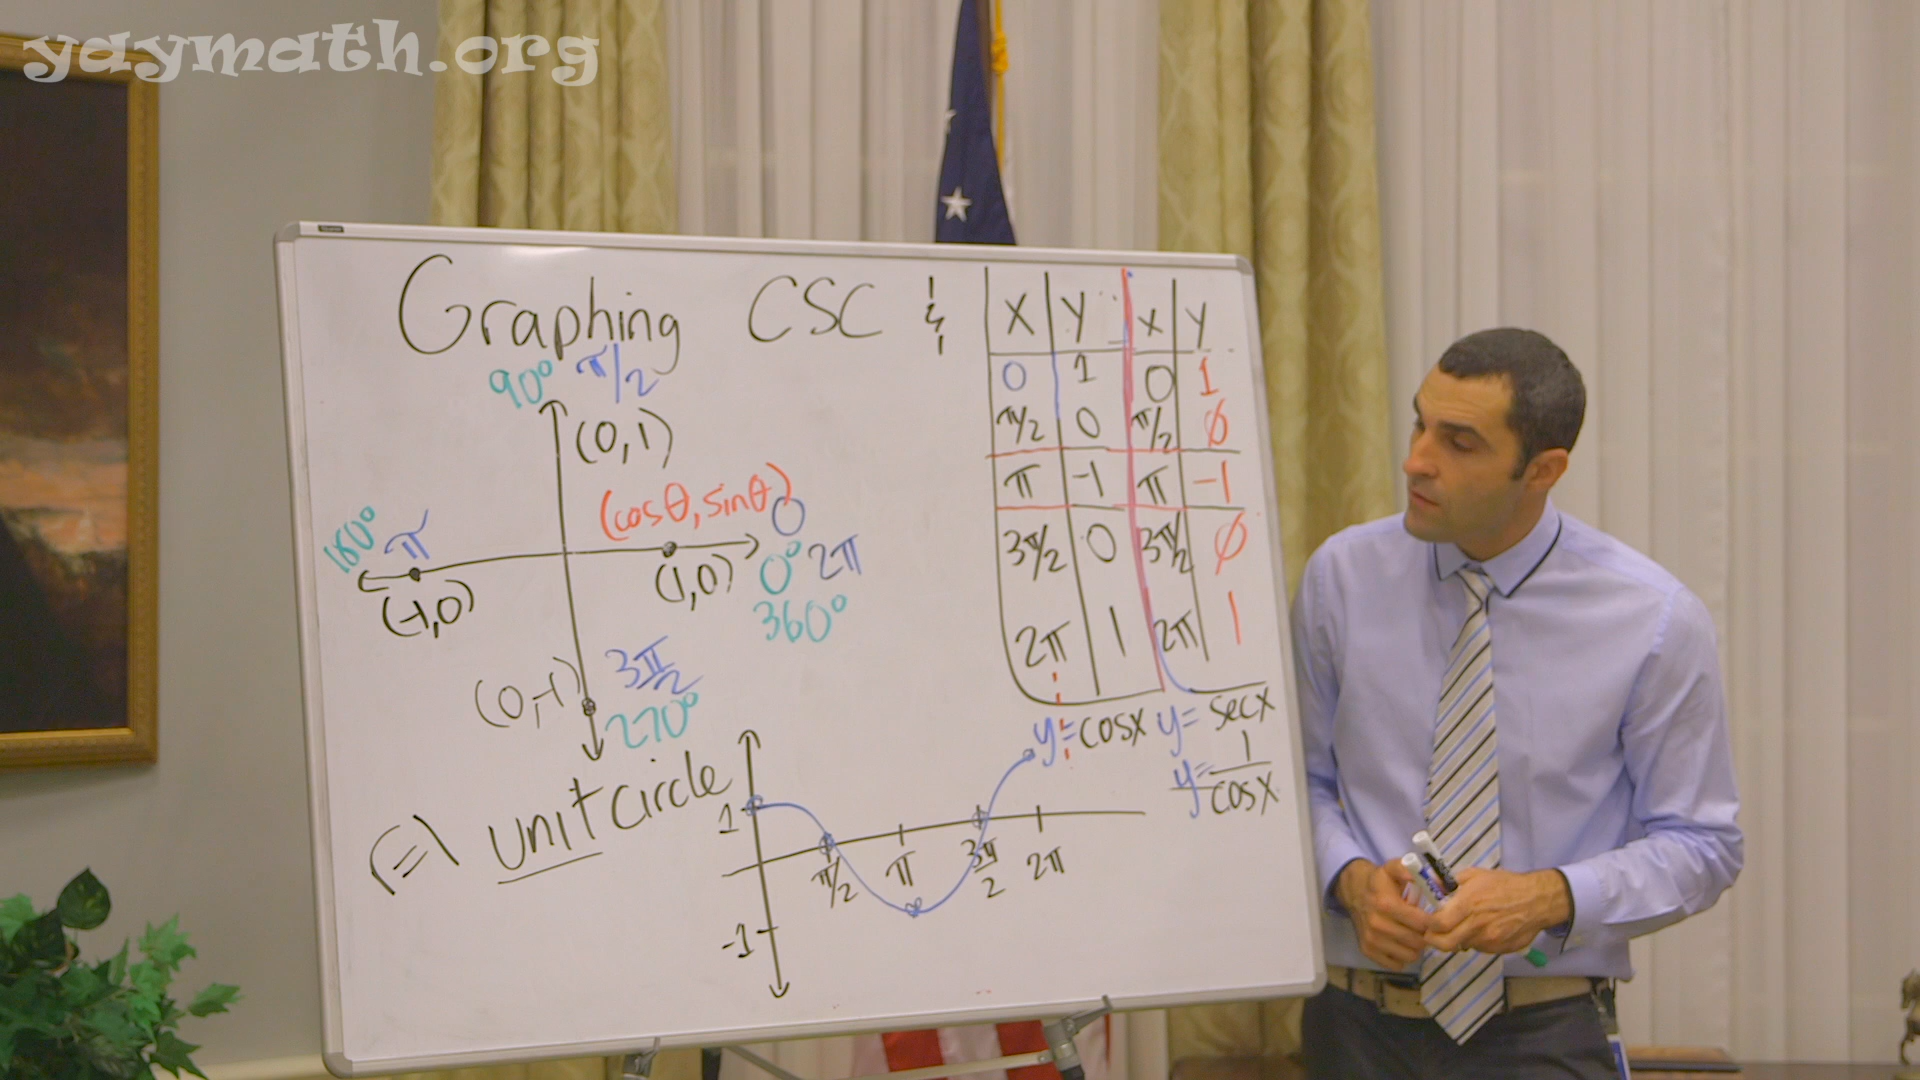 yaymath.org
Graphing CSC &
90° π/2
(0,1)
(cosθ, sinθ)
180° π
0
(-1,0)
(1,0)
0° 2π
360°
(0,-1)
3π/2
270°
r=1 unit circle
X Y X Y
0 1 0 1
π/2 0 π/2 ∅
π -1 π -1
3π/2 0 3π/2 ∅
2π 1 2π 1
y=cosx y=secx
y=1/cosx
1
π/2 π 3π/2 2π
-1